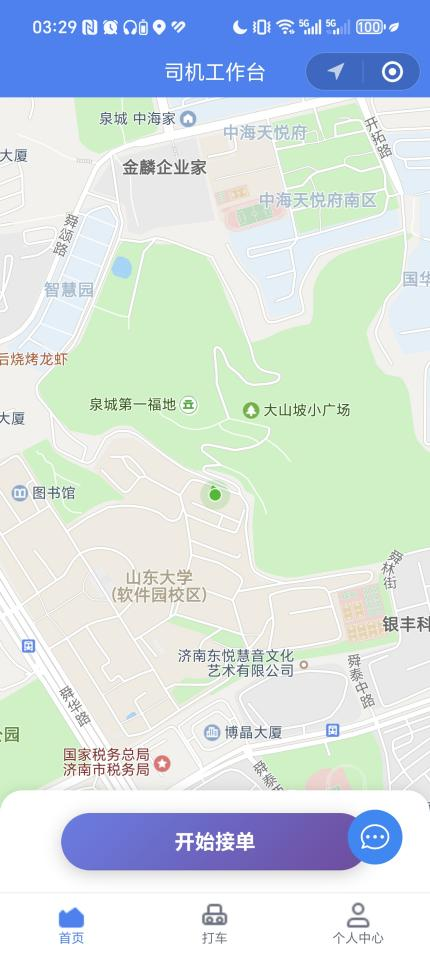 03:29
5G
5G
100
司机工作台
泉城 中海家
中海天悦府
开拓路
大厦
金麟企业家
中海天悦府南区
舜颂路
智慧园
国华
后烧烤龙虾
泉城第一福地
大山坡小广场
大厦
图书馆
山东大学
(软件园校区)
舜林街
银丰科
济南东悦慧音文化
艺术有限公司
舜泰中路
舜华路
公园
博晶大厦
国家税务总局
济南市税务局
舜泰
开始接单
首页
打车
个人中心